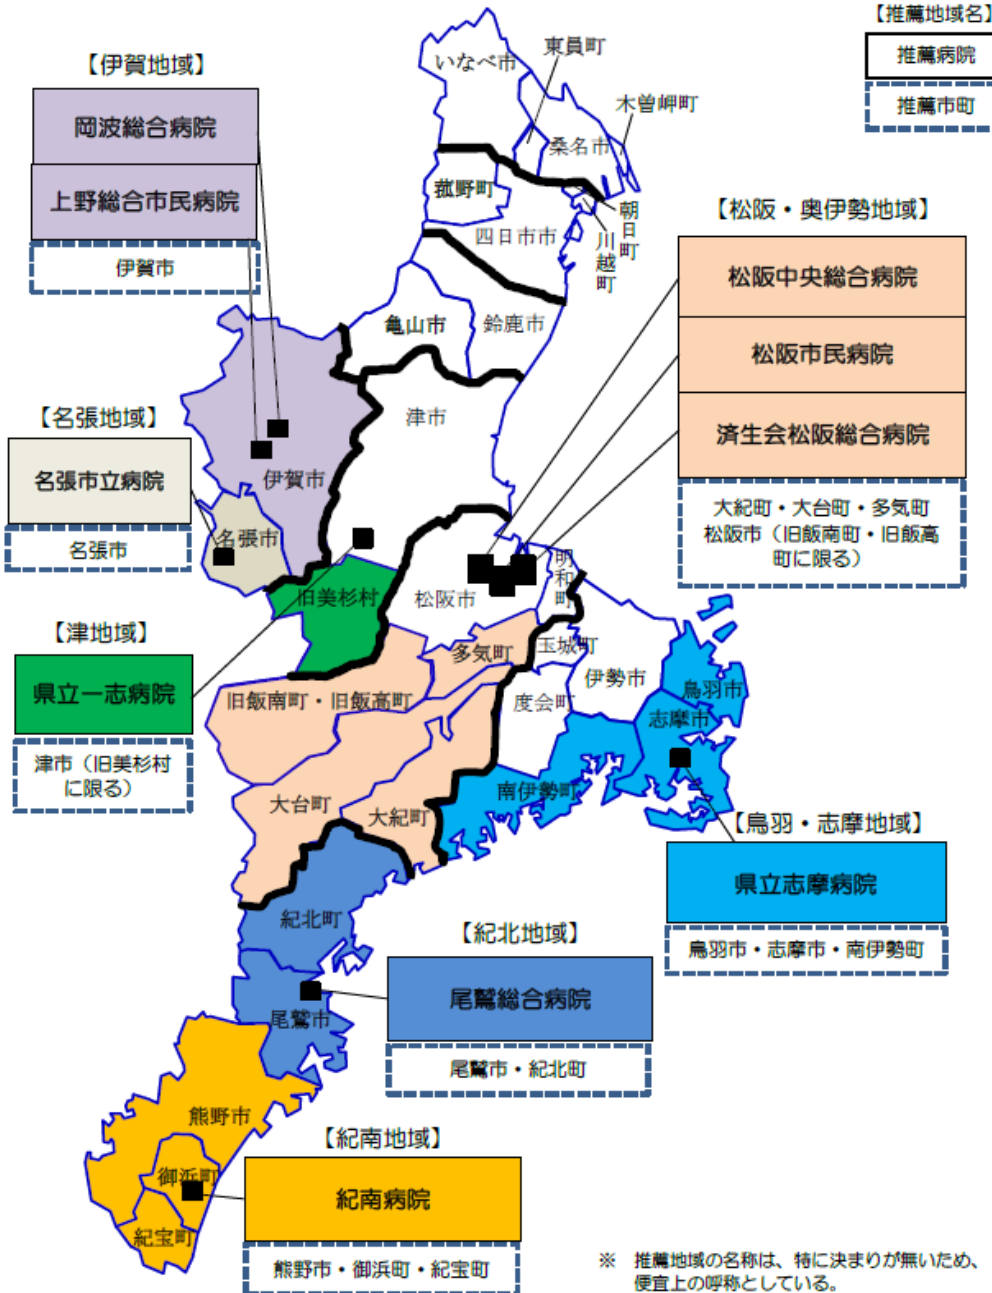 【推薦地域名】
推薦病院
推薦市町
【伊賀地域】
岡波総合病院
上野総合市民病院
伊賀市
いなべ市
東員町
木曽岬町
桑名市
菰野町
朝日町
四日市市
川越町
亀山市
鈴鹿市
【松阪・奥伊勢地域】
松阪中央総合病院
松阪市民病院
済生会松阪総合病院
大紀町・大台町・多気町
松阪市（旧飯南町・旧飯高
町に限る）
津市
【名張地域】
名張市立病院
名張市
伊賀市
名張市
旧美杉村
松阪市
明和町
【津地域】
県立一志病院
津市（旧美杉村
に限る）
多気町
玉城町
伊勢市
度会町
鳥羽市
志摩市
旧飯南町・旧飯高町
大台町
大紀町
南伊勢町
【鳥羽・志摩地域】
県立志摩病院
鳥羽市・志摩市・南伊勢町
紀北町
【紀北地域】
尾鷲総合病院
尾鷲市・紀北町
尾鷲市
熊野市
御浜町
紀宝町
【紀南地域】
紀南病院
熊野市・御浜町・紀宝町
※　推薦地域の名称は、特に決まりが無いため、
便宜上の呼称としている。